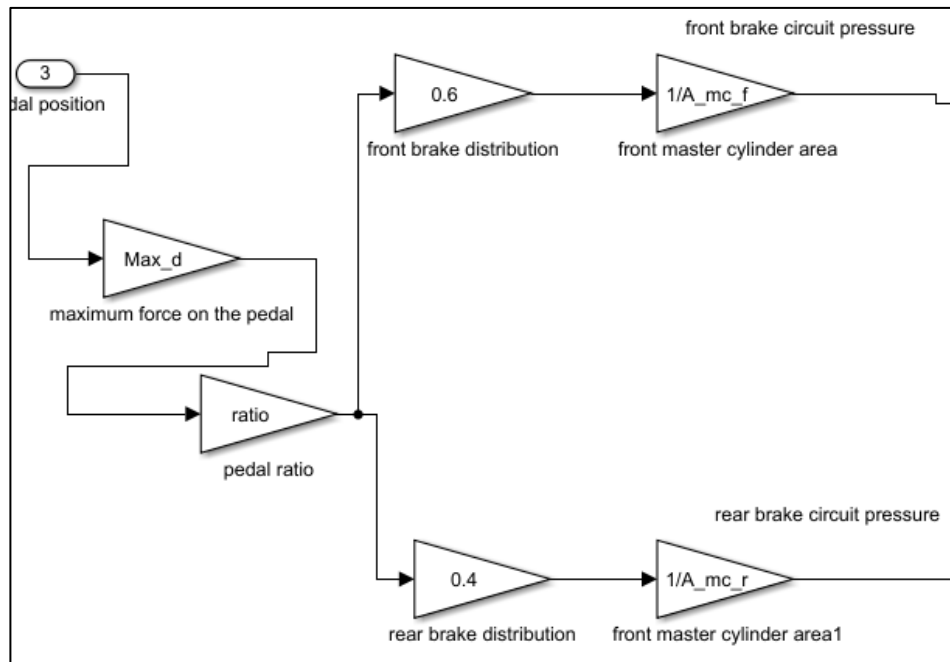 front brake circuit pressure
3
dal position
0.6
1/A_mc_f
front brake distribution
front master cylinder area
Max_d
maximum force on the pedal
ratio
pedal ratio
rear brake circuit pressure
0.4
1/A_mc_r
rear brake distribution
front master cylinder area1